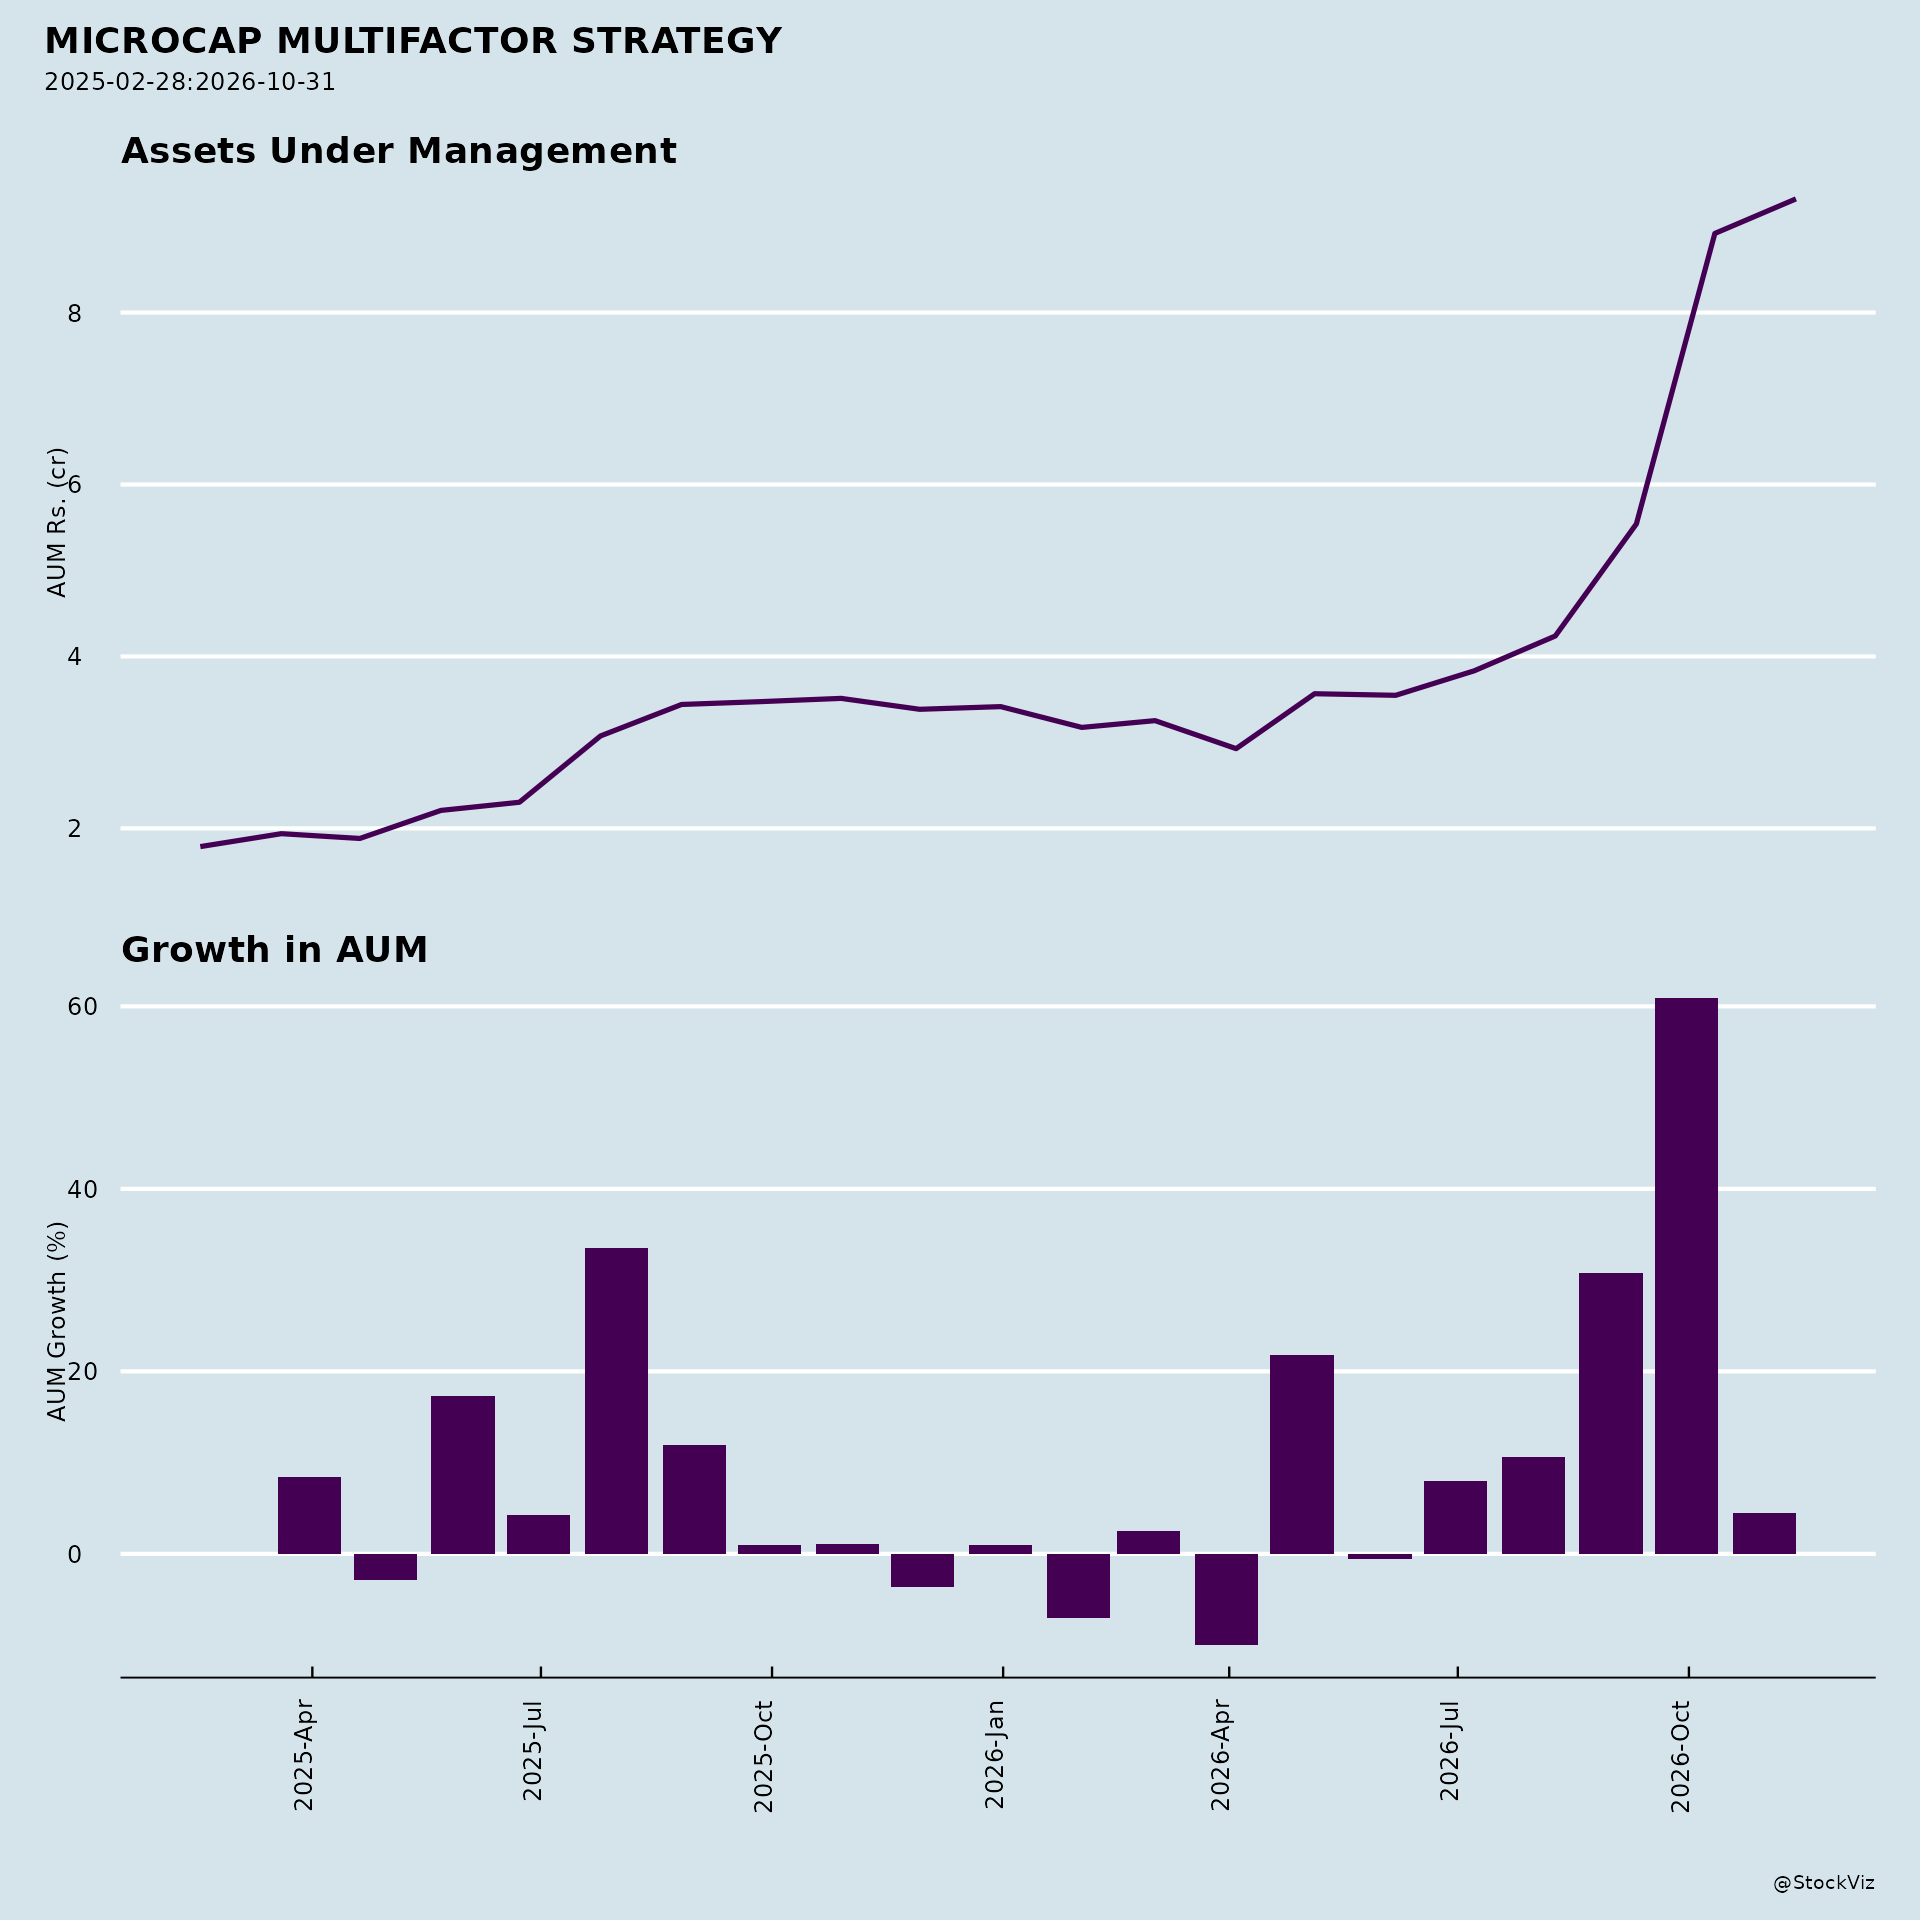 MICROCAP MULTIFACTOR STRATEGY
2025-02-28:2026-10-31
Assets Under Management
AUM Rs. (cr)
8
6
4
2
Growth in AUM
AUM Growth (%)
60
40
20
0
2025-Apr
2025-Jul
2025-Oct
2026-Jan
2026-Apr
2026-Jul
2026-Oct
@StockViz